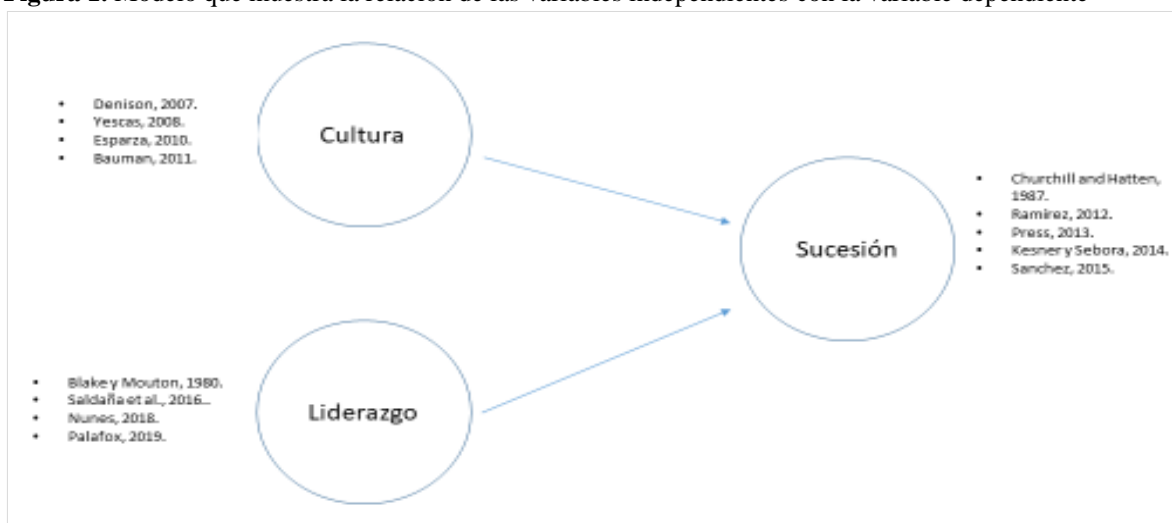 Figura 1. Modelo que muestra la relación de las variables independientes con la variable dependiente
• Denison, 2007.
• Yescas, 2008.
• Esparza, 2010.
• Bauman, 2011.
Cultura
• Churchill and Hatten,
1987.
• Ramirez, 2012.
• Press, 2013.
• Kesner y Sebora, 2014.
• Sanchez, 2015.
Sucesión
• Blake y Mouton, 1980.
• Saldaña et al., 2016..
• Nunes, 2018.
• Palafox, 2019.
Liderazgo